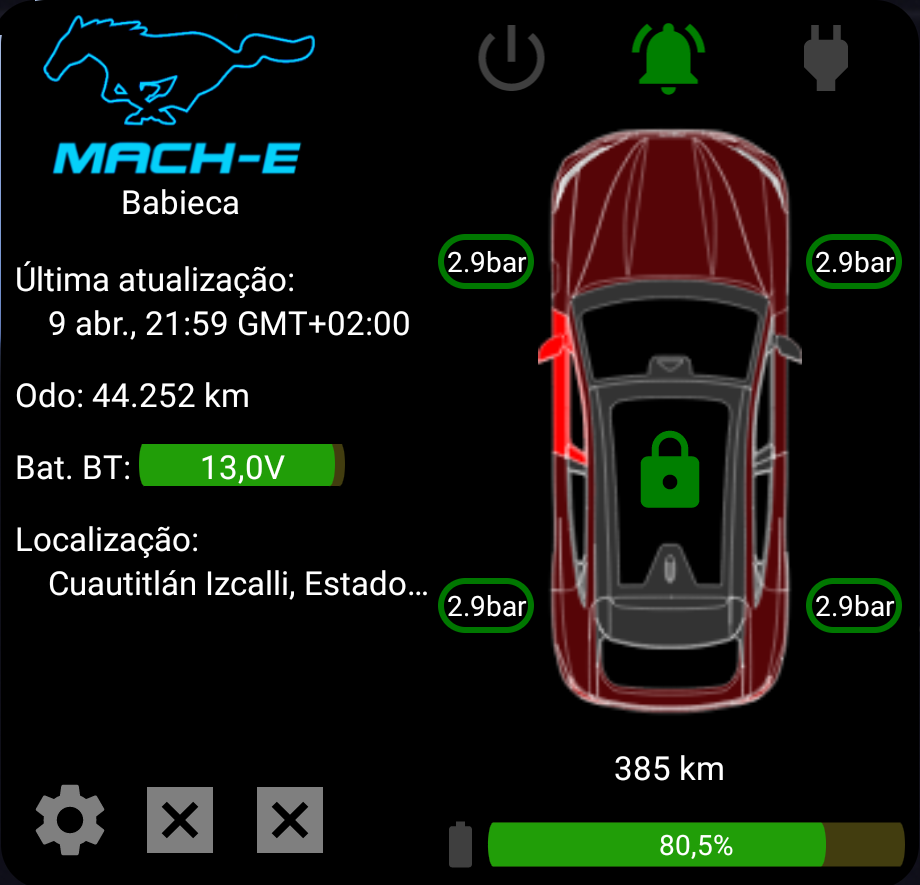 MACH-E
Babieca
Última atualização:
9 abr., 21:59 GMT+02:00
Odo: 44.252 km
Bat. BT: 13,0V
Localização:
Cuautitlán Izcalli, Estado...
2.9bar
2.9bar
2.9bar
2.9bar
385 km
80,5%